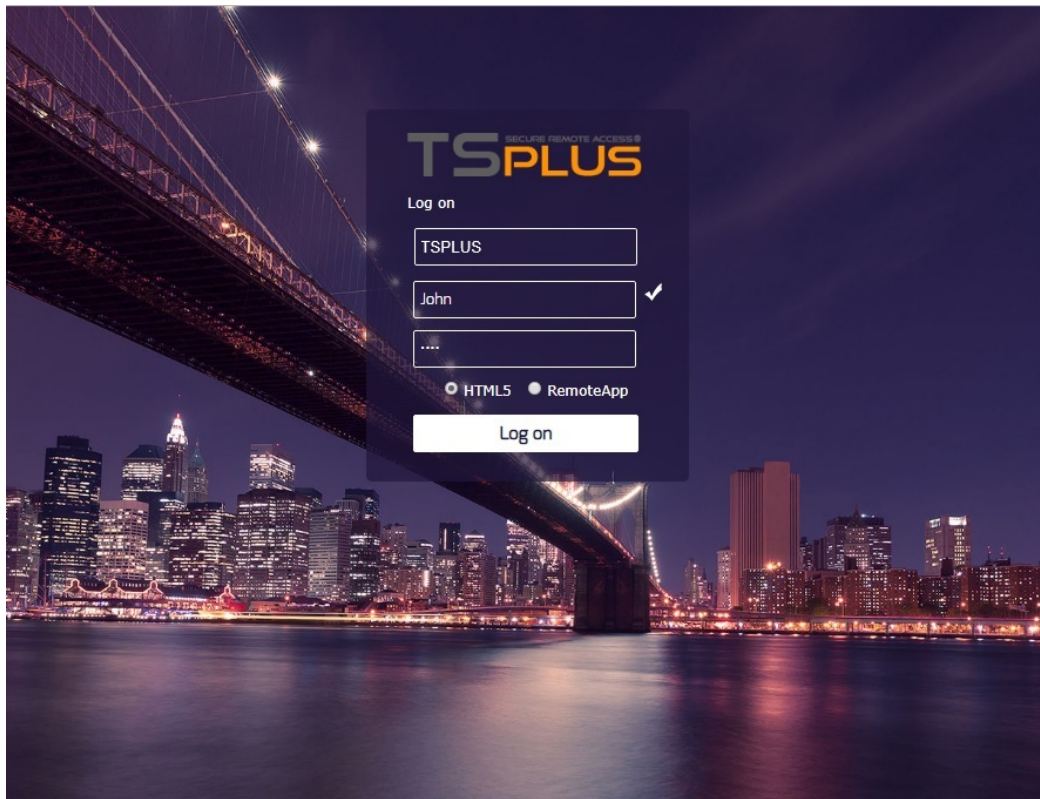 SECURE REMOTE ACCESS®
TSPLUS
Log on
TSPLUS
John
····
HTML5 RemoteApp
Log on